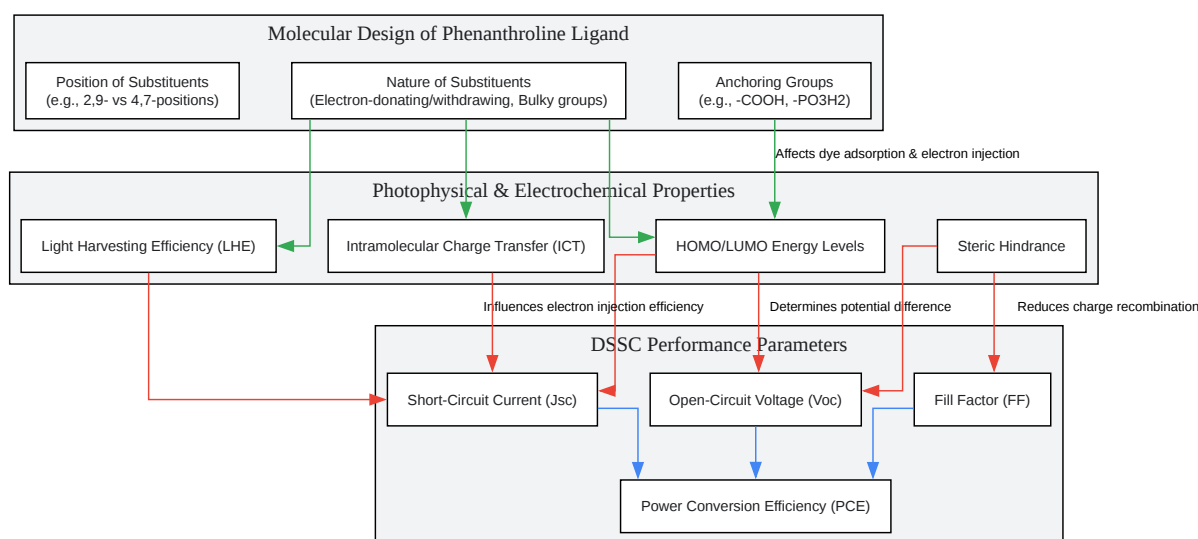 Molecular Design of Phenanthroline Ligand
Position of Substituents
(e.g., 2,9- vs 4,7-positions)
Nature of Substituents
(Electron-donating/withdrawing, Bulky groups)
Anchoring Groups
(e.g., -COOH, -PO3H2)
Affects dye adsorption & electron injection
Photophysical & Electrochemical Properties
Light Harvesting Efficiency (LHE)
Intramolecular Charge Transfer (ICT)
HOMO/LUMO Energy Levels
Steric Hindrance
Influences electron injection efficiency
Determines potential difference
Reduces charge recombination
DSSC Performance Parameters
Short-Circuit Current (Jsc)
Open-Circuit Voltage (Voc)
Fill Factor (FF)
Power Conversion Efficiency (PCE)